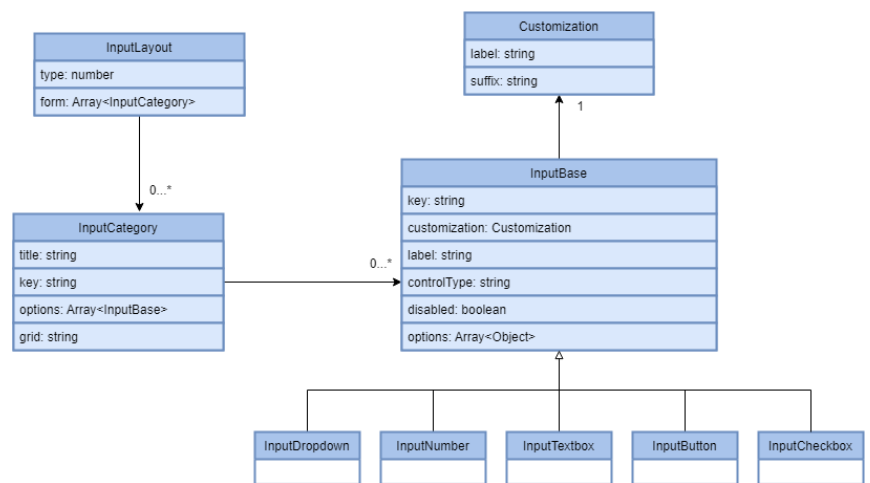 Customization
label: string
suffix: string
1
InputLayout
type: number
form: Array<InputCategory>
0...*
InputCategory
title: string
key: string
options: Array<InputBase>
grid: string
0...*
InputBase
key: string
customization: Customization
label: string
controlType: string
disabled: boolean
options: Array<Object>
InputDropdown
InputNumber
InputTextbox
InputButton
InputCheckbox